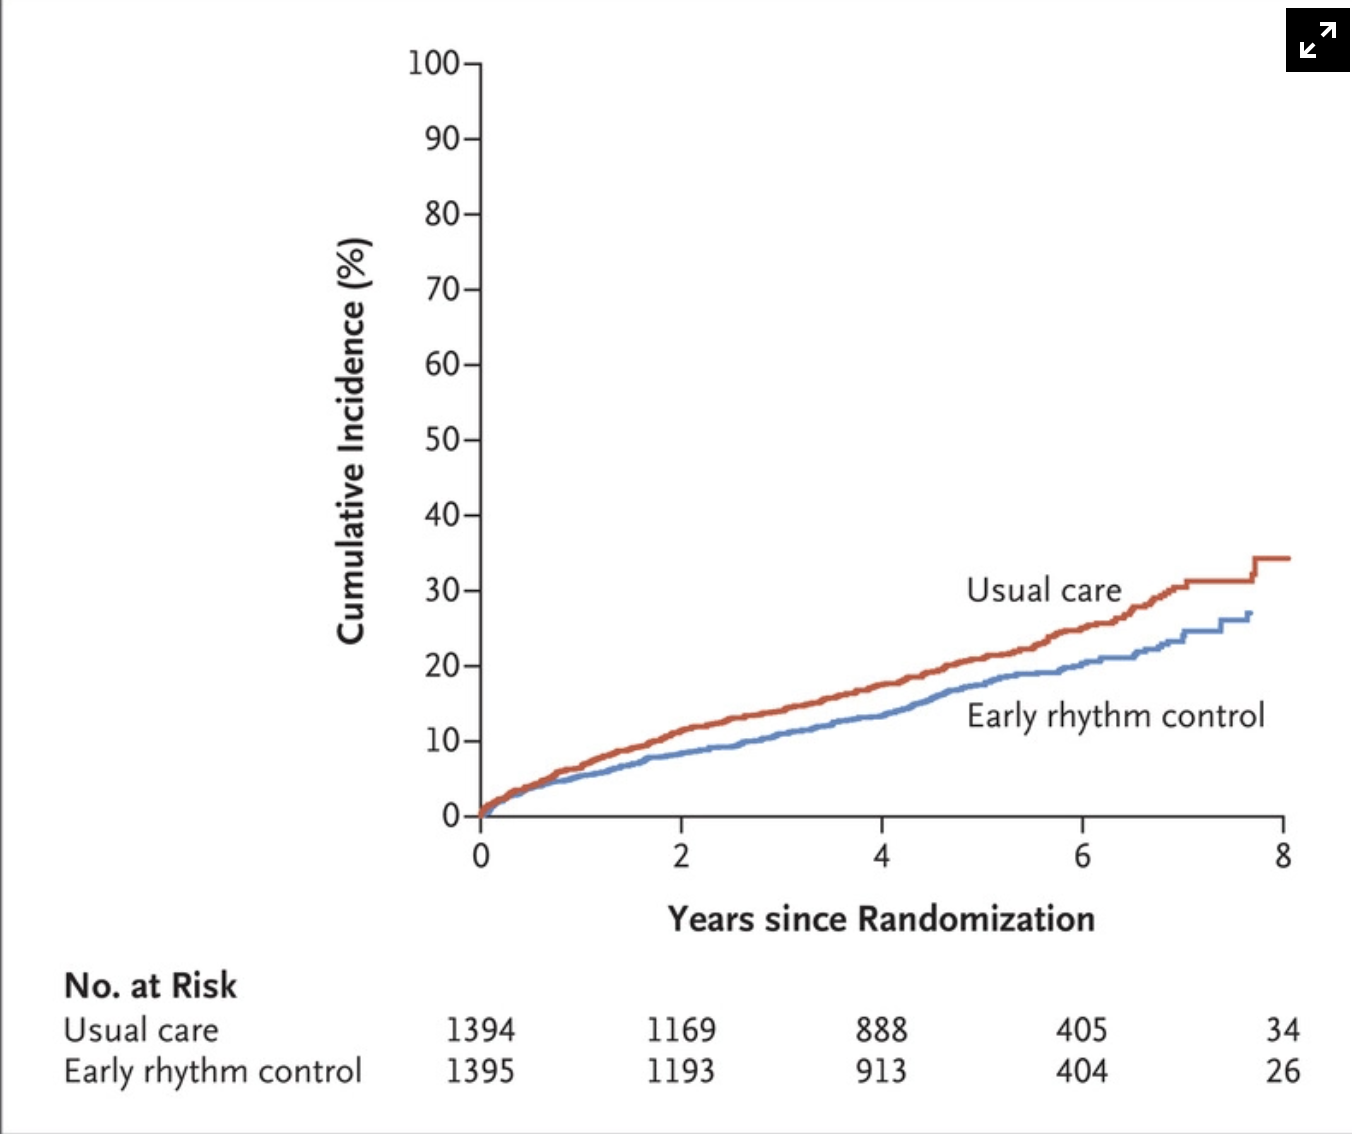 100
90
80
70
60
50
40
30
20
10
0
Cumulative Incidence (%)
Usual care
Early rhythm control
0 2 4 6 8
Years since Randomization
No. at Risk
Usual care 1394 1169 888 405 34
Early rhythm control 1395 1193 913 404 26